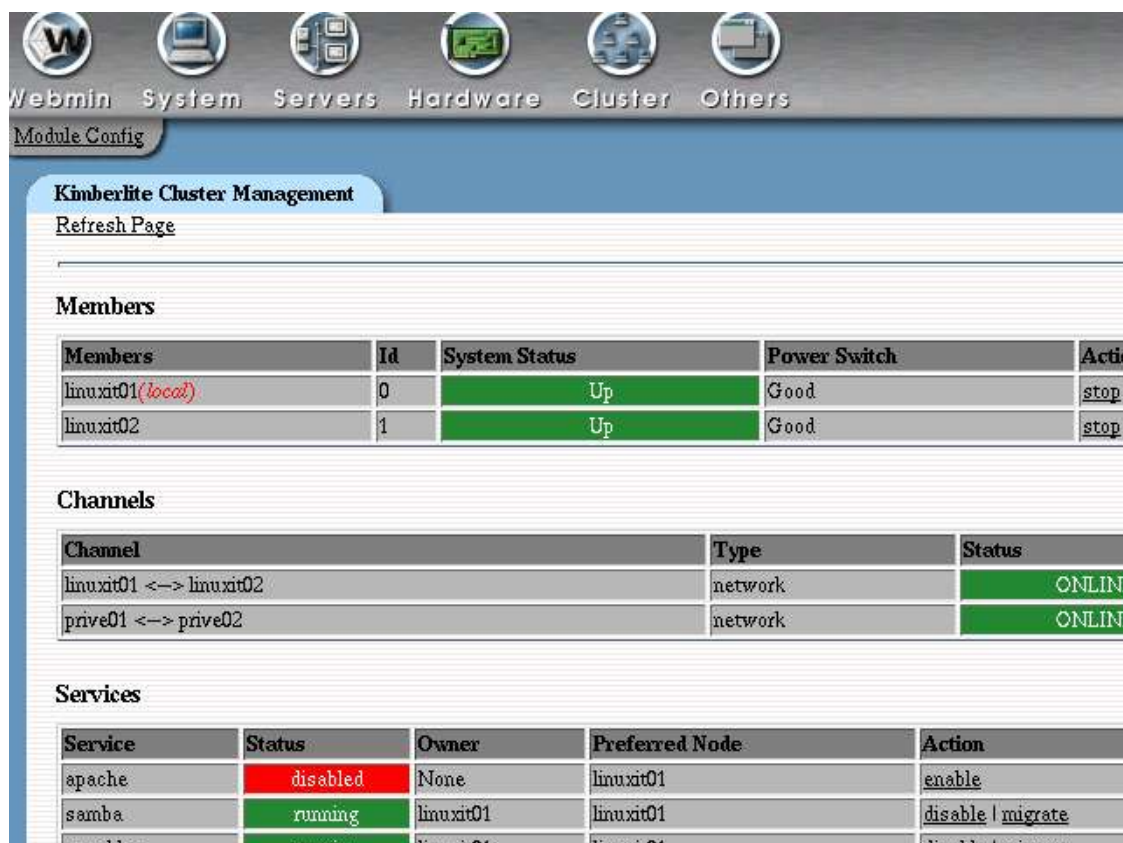 Webmin System Servers Hardware Cluster Others
Module Config
Kimberlite Cluster Management
Refresh Page
Members
Members Id System Status Power Switch
linuxit01(local) 0 Up Good stop
linuxit02 1 Up Good stop
Channels
Channel Type Status
linuxit01 <--> linuxit02 network
prive01 <--> prive02 network
Services
Service Status Owner Preferred Node Action
apache disabled None linuxit01 enable
samba running linuxit01 linuxit01 disable | migrate